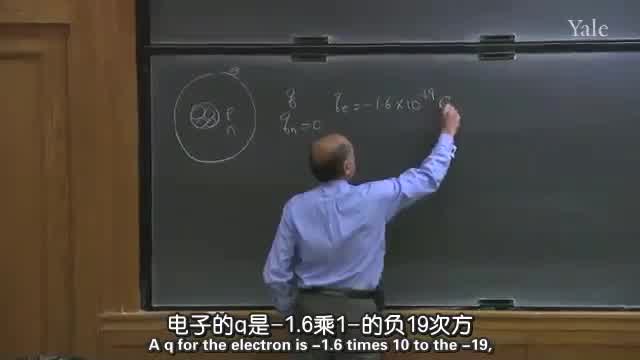 Yale
e
p
n
q
q_e = -1.6 × 10^-19 C
q_n = 0
电子的q是-1.6乘1-的负19次方
A q for the electron is -1.6 times 10 to the -19,